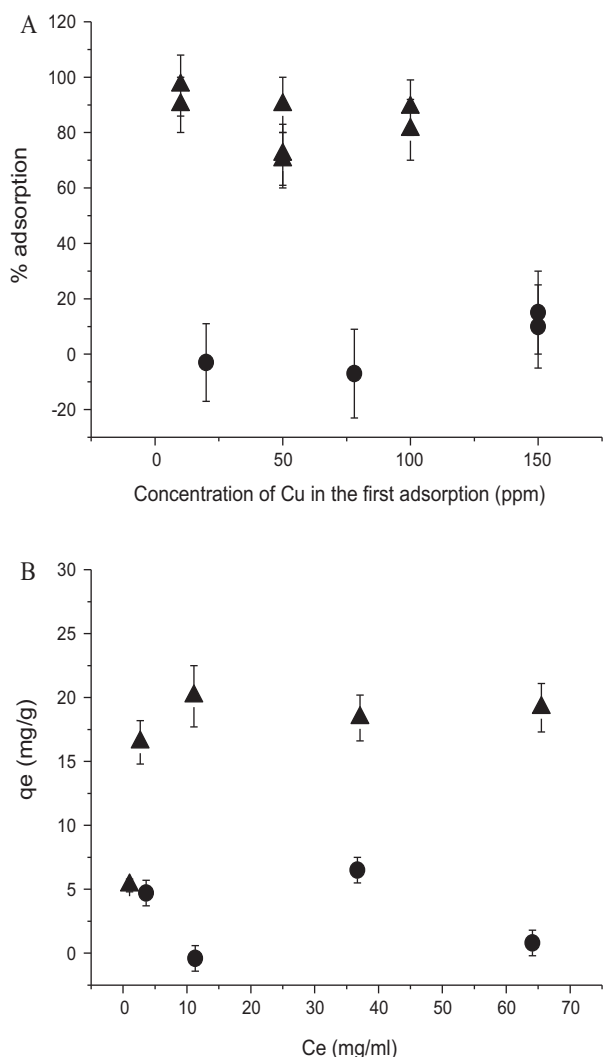 A
120
100
80
60
40
20
0
-20
% adsorption
0 50 100 150
Concentration of Cu in the first adsorption (ppm)
B
30
25
20
15
10
5
0
qe (mg/g)
0 10 20 30 40 50 60 70
Ce (mg/ml)